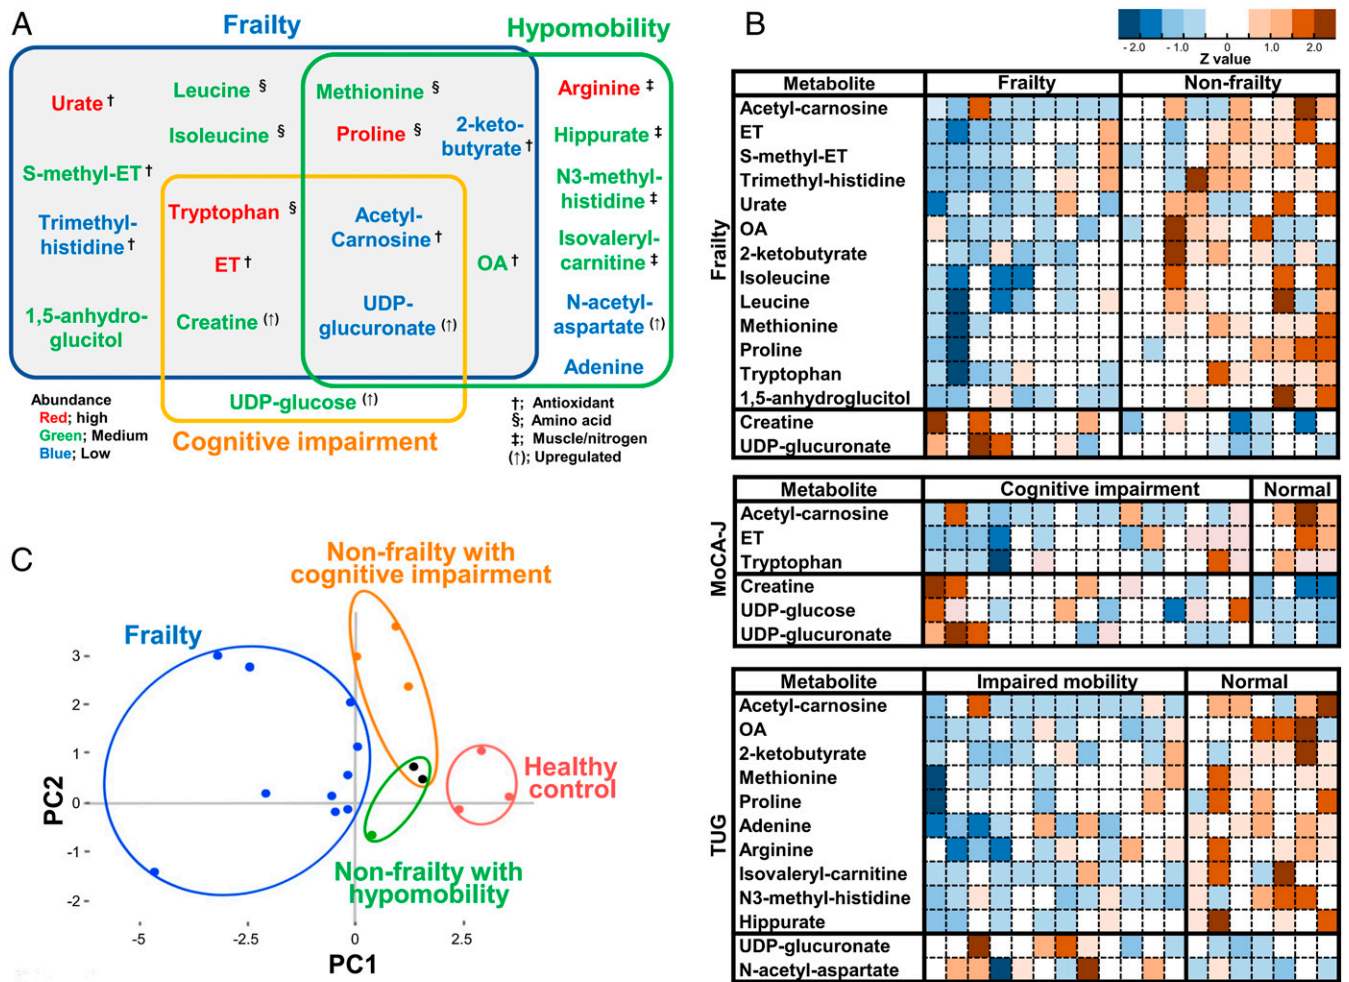 A
Frailty
Hypomobility
Urate †
Leucine §
Methionine §
Arginine ‡
Isoleucine §
Proline §
2-keto-
butyrate †
Hippurate ‡
S-methyl-ET †
N3-methyl-
histidine ‡
Trimethyl-
histidine †
Tryptophan §
Acetyl-
Carnosine †
Isovaleryl-
carnitine ‡
ET †
OA †
1,5-anhydro-
glucitol
Creatine (↑)
UDP-
glucuronate (↑)
N-acetyl-
aspartate (↑)
Adenine
UDP-glucose (↑)
Cognitive impairment
Abundance
Red; high
Green; Medium
Blue; Low
†; Antioxidant
§; Amino acid
‡; Muscle/nitrogen
(↑); Upregulated
B
- 2.0 - 1.0 0 1.0 2.0
Z value
Metabolite Frailty Non-frailty
Frailty
Acetyl-carnosine
ET
S-methyl-ET
Trimethyl-histidine
Urate
OA
2-ketobutyrate
Isoleucine
Leucine
Methionine
Proline
Tryptophan
1,5-anhydroglucitol
Creatine
UDP-glucuronate
Metabolite Cognitive impairment Normal
MoCA-J
Acetyl-carnosine
ET
Tryptophan
Creatine
UDP-glucose
UDP-glucuronate
Metabolite Impaired mobility Normal
TUG
Acetyl-carnosine
OA
2-ketobutyrate
Methionine
Proline
Adenine
Arginine
Isovaleryl-carnitine
N3-methyl-histidine
Hippurate
UDP-glucuronate
N-acetyl-aspartate
C
Non-frailty with
cognitive impairment
Frailty
Healthy
control
Non-frailty with
hypomobility
PC2
3
2
1
0
-1
-2
-5 -2.5 0 2.5
PC1